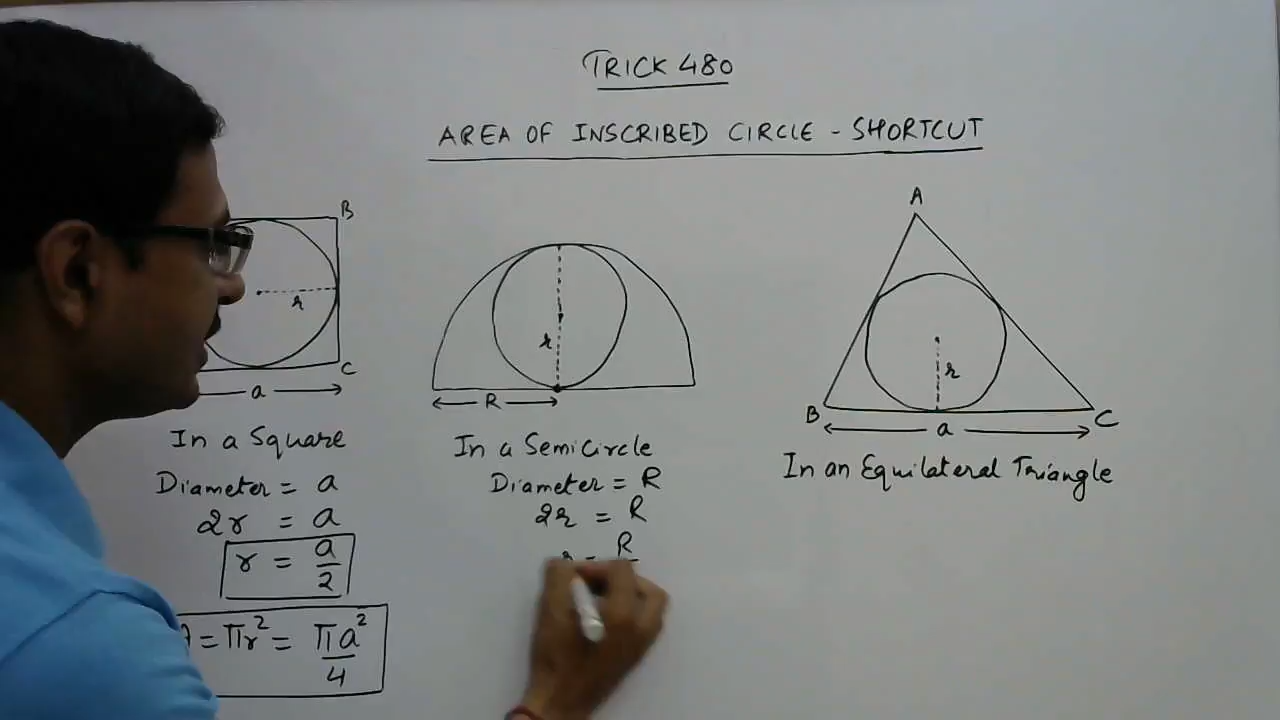 TRICK 480
AREA OF INSCRIBED CIRCLE - SHORTCUT
B
r
C
a
In a Square
Diameter = a
2r = a
r = a/2
A = πr² = πa²/4
r
R
In a Semicircle
Diameter = R
2r = R
= R
A
r
B
C
a
In an Equilateral Triangle